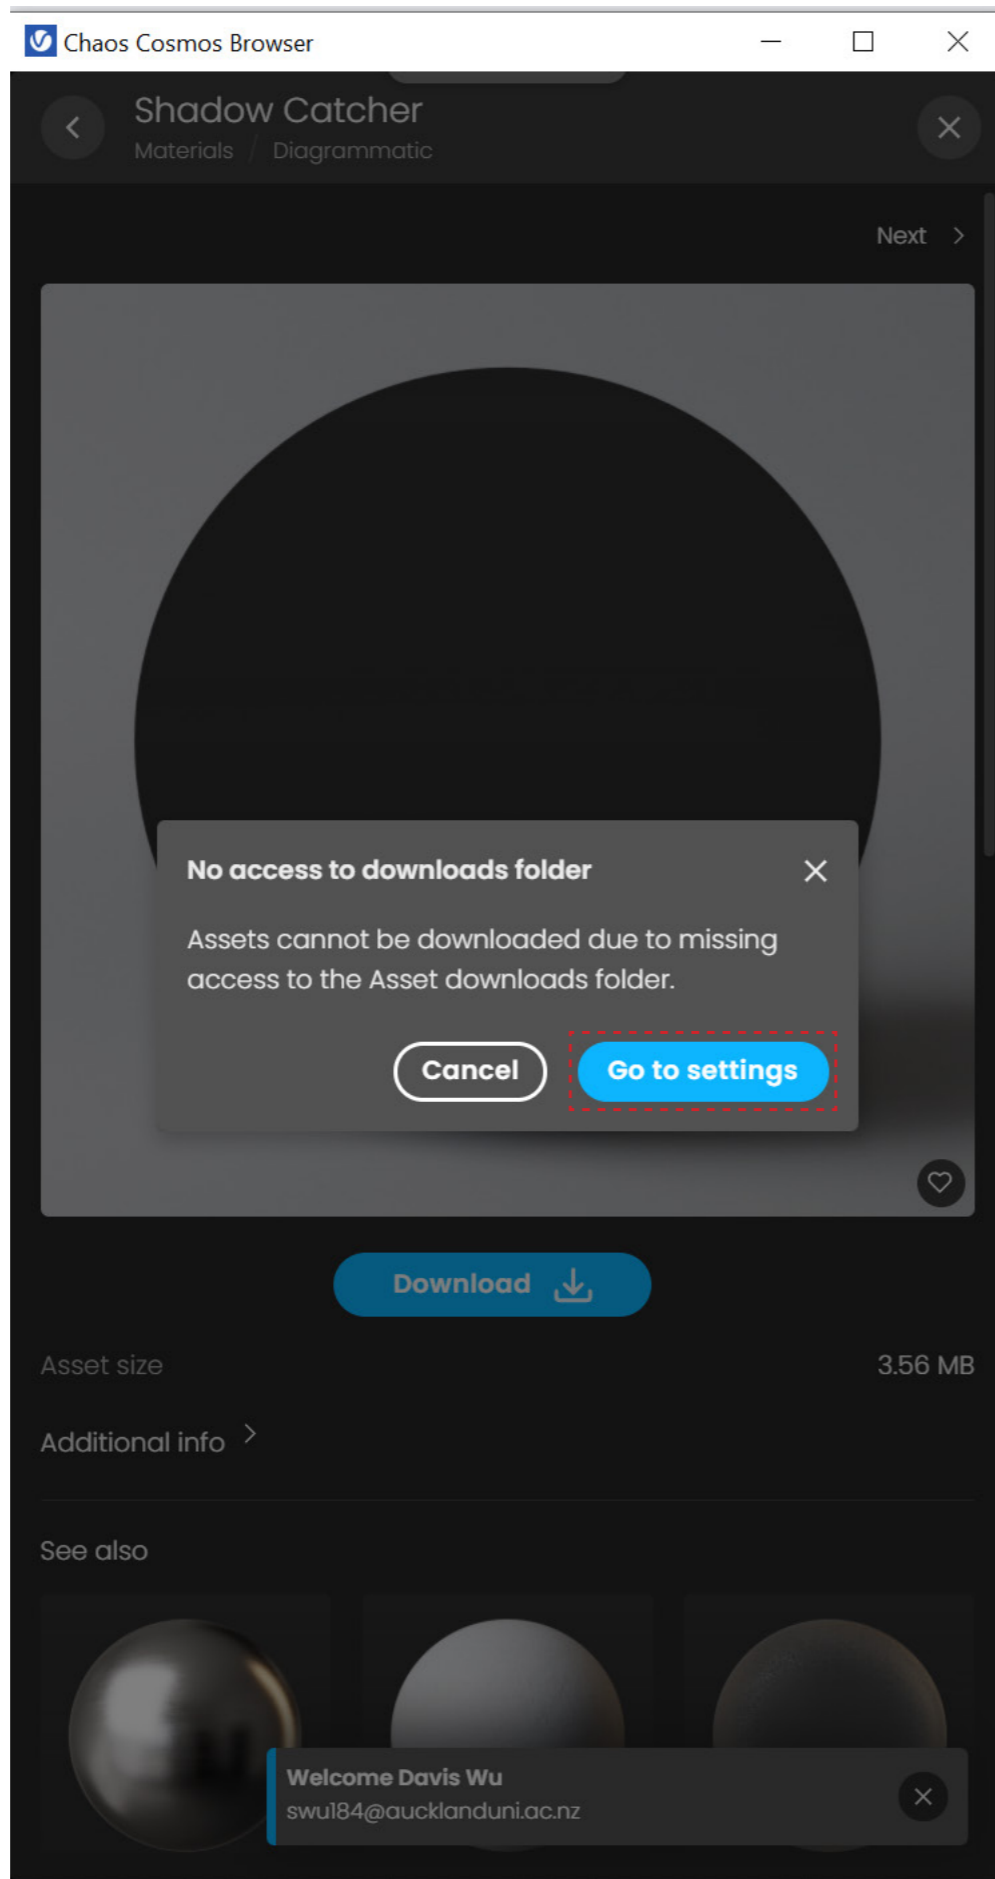 Chaos Cosmos Browser
Shadow Catcher
Materials / Diagrammatic
Next
No access to downloads folder
Assets cannot be downloaded due to missing
access to the Asset downloads folder.
Cancel
Go to settings
Download
Asset size
3.56 MB
Additional info
See also
Welcome Davis Wu
swu184@aucklanduni.ac.nz